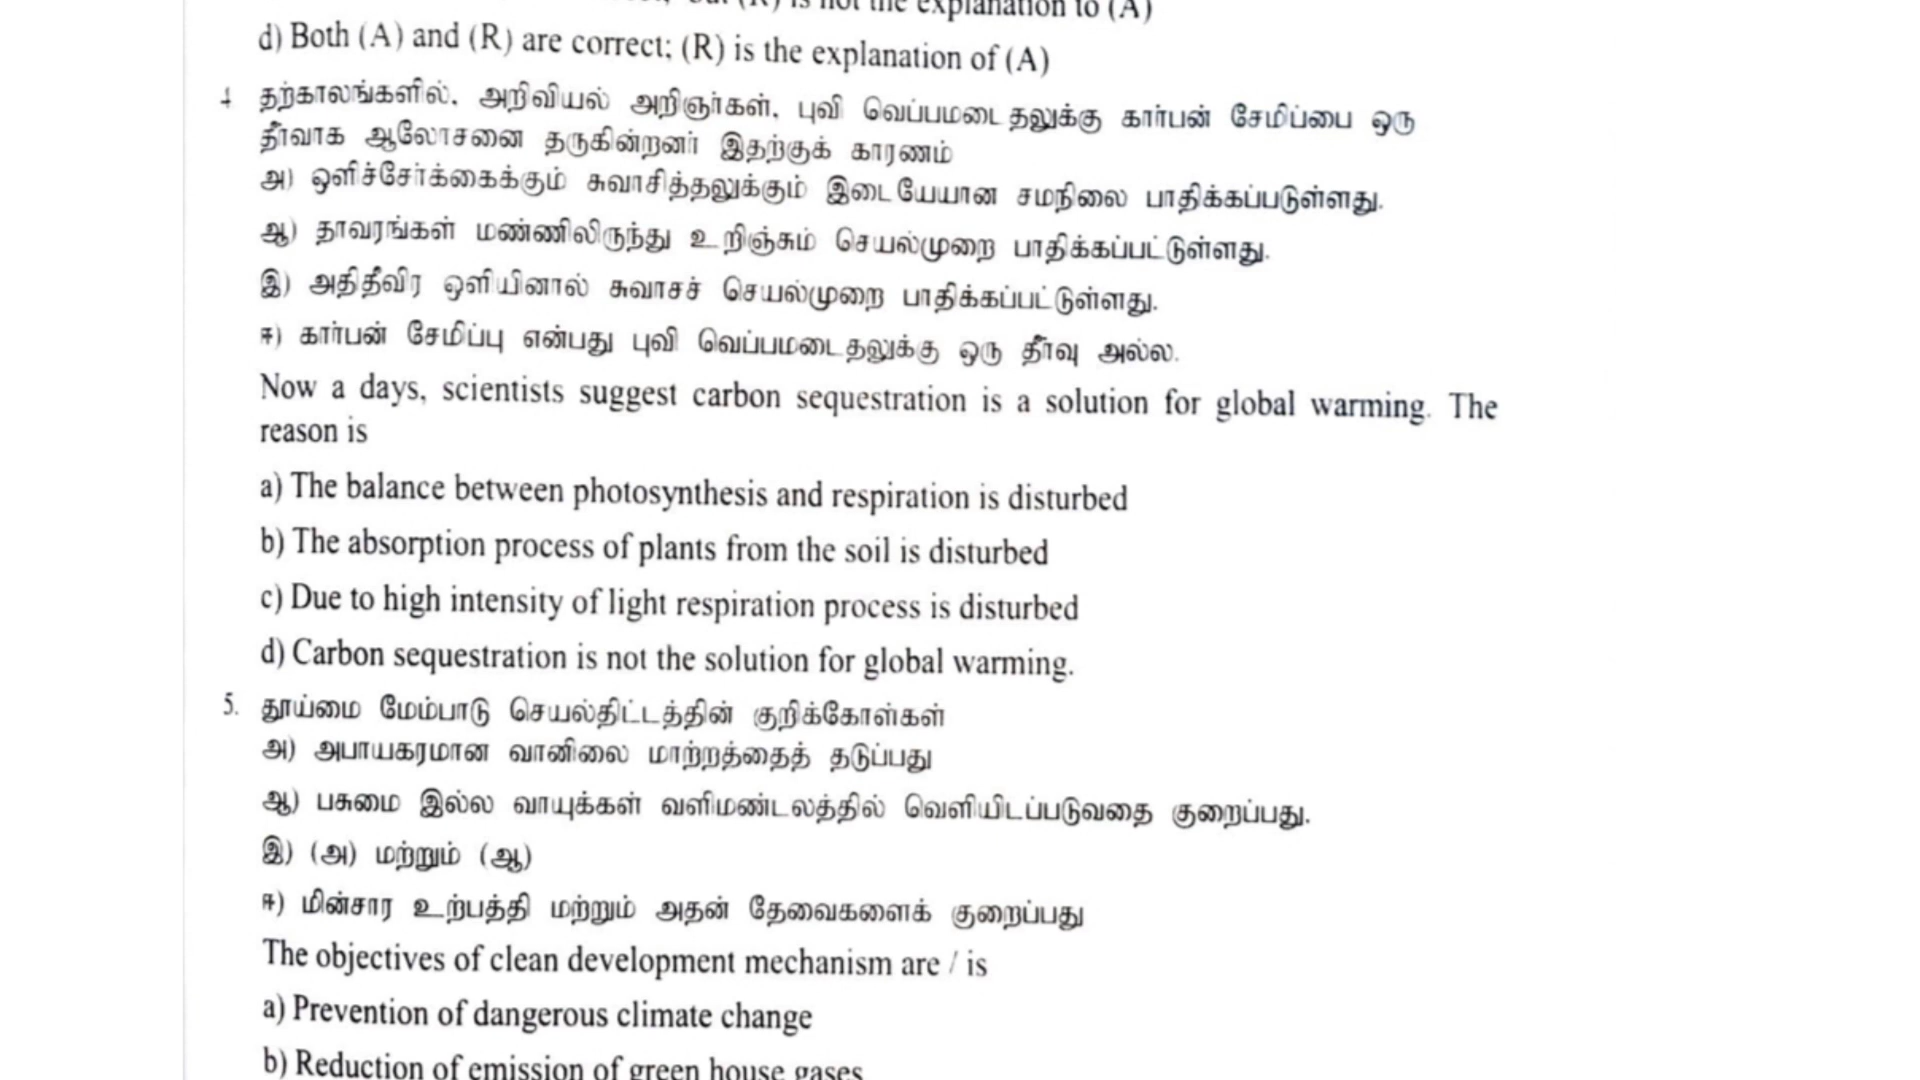 but (R) is not the explanation to (A)
d) Both (A) and (R) are correct; (R) is the explanation of (A)
4 தற்காலங்களில், அறிவியல் அறிஞர்கள், புவி வெப்பமடைதலுக்கு கார்பன் சேமிப்பை ஒரு
தீர்வாக ஆலோசனை தருகின்றனர் இதற்குக் காரணம்
அ) ஒளிச்சேர்க்கைக்கும் சுவாசித்தலுக்கும் இடையேயான சமநிலை பாதிக்கப்படுள்ளது.
ஆ) தாவரங்கள் மண்ணிலிருந்து உறிஞ்சும் செயல்முறை பாதிக்கப்பட்டுள்ளது.
இ) அதிதீவிர ஒளியினால் சுவாசச் செயல்முறை பாதிக்கப்பட்டுள்ளது.
ஈ) கார்பன் சேமிப்பு என்பது புவி வெப்பமடைதலுக்கு ஒரு தீர்வு அல்ல.
Now a days, scientists suggest carbon sequestration is a solution for global warming. The
reason is
a) The balance between photosynthesis and respiration is disturbed
b) The absorption process of plants from the soil is disturbed
c) Due to high intensity of light respiration process is disturbed
d) Carbon sequestration is not the solution for global warming.
5. தூய்மை மேம்பாடு செயல்திட்டத்தின் குறிக்கோள்கள்
அ) அபாயகரமான வானிலை மாற்றத்தைத் தடுப்பது
ஆ) பசுமை இல்ல வாயுக்கள் வளிமண்டலத்தில் வெளியிடப்படுவதை குறைப்பது.
இ) (அ) மற்றும் (ஆ)
ஈ) மின்சார உற்பத்தி மற்றும் அதன் தேவைகளைக் குறைப்பது
The objectives of clean development mechanism are / is
a) Prevention of dangerous climate change
b) Reduction of emission of green house gases